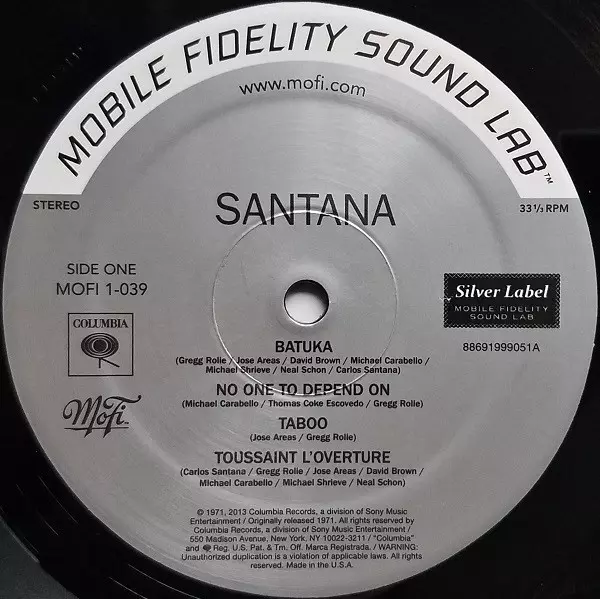 MOBILE FIDELITY SOUND LAB™
www.mofi.com
STEREO
33 1/3 RPM
SANTANA
SIDE ONE
MOFI 1-039
COLUMBIA
MoFi
Silver Label
MOBILE FIDELITY
SOUND LAB
88691999051A
BATUKA
(Gregg Rolie / Jose Areas / David Brown / Michael Carabello /
Michael Shrieve / Neal Schon / Carlos Santana)
NO ONE TO DEPEND ON
(Michael Carabello / Thomas Coke Escovedo / Gregg Rolie)
TABOO
(Jose Areas / Gregg Rolie)
TOUSSAINT L'OVERTURE
(Carlos Santana / Gregg Rolie / Jose Areas / David Brown /
Michael Carabello / Michael Shrieve / Neal Schon)
© 1971, 2013 Columbia Records, a division of Sony Music
Entertainment / Originally released 1971. All rights reserved by
Columbia Records, a division of Sony Music Entertainment /
550 Madison Avenue, New York, NY 10022-3211 / "Columbia"
and Reg. U.S. Pat. & Tm. Off. Marca Registrada. / WARNING:
Unauthorized duplication is a violation of applicable laws. All rights
reserved. Made in the U.S.A.